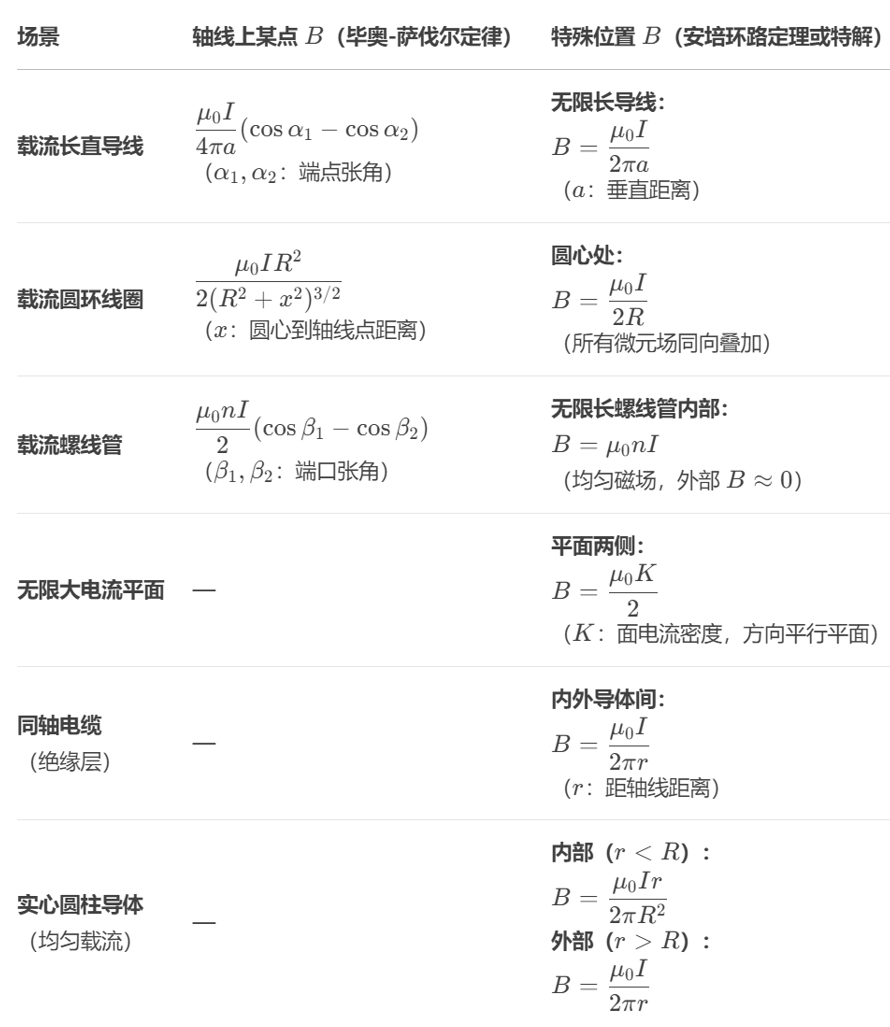 场景 轴线上某点 B（毕奥-萨伐尔定律） 特殊位置 B（安培环路定理或特解）
载流长直导线
\frac{\mu_0 I}{4\pi a}(\cos\alpha_1 - \cos\alpha_2)
（α₁, α₂：端点张角）
无限长导线：
B = \frac{\mu_0 I}{2\pi a}
（a：垂直距离）
载流圆环线圈
\frac{\mu_0 I R^2}{2(R^2 + x^2)^{3/2}}
（x：圆心到轴线点距离）
圆心处：
B = \frac{\mu_0 I}{2R}
（所有微元场同向叠加）
载流螺线管
\frac{\mu_0 n I}{2}(\cos\beta_1 - \cos\beta_2)
（β₁, β₂：端口张角）
无限长螺线管内部：
B = μ₀nI
（均匀磁场，外部 B ≈ 0）
无限大电流平面 —
平面两侧：
B = \frac{\mu_0 K}{2}
（K：面电流密度，方向平行平面）
同轴电缆
（绝缘层）
—
内外导体间：
B = \frac{\mu_0 I}{2\pi r}
（r：距轴线距离）
实心圆柱导体
（均匀载流）
—
内部（r < R）：
B = \frac{\mu_0 I r}{2\pi R^2}
外部（r > R）：
B = \frac{\mu_0 I}{2\pi r}